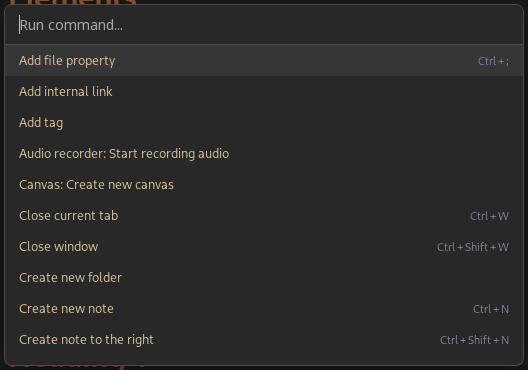 Run command...
Add file property Ctrl + ;
Add internal link
Add tag
Audio recorder: Start recording audio
Canvas: Create new canvas
Close current tab Ctrl + W
Close window Ctrl + Shift + W
Create new folder
Create new note Ctrl + N
Create note to the right Ctrl + Shift + N